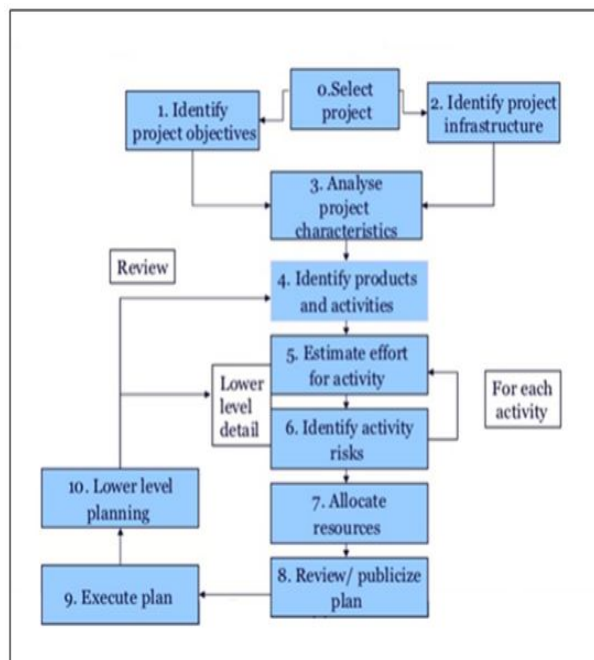 0.Select
project
1. Identify
project objectives
2. Identify project
infrastructure
3. Analyse
project
characteristics
Review
4. Identify products
and activities
5. Estimate effort
for activity
Lower
level
detail
For each
activity
6. Identify activity
risks
10. Lower level
planning
7. Allocate
resources
8. Review/ publicize
plan
9. Execute plan